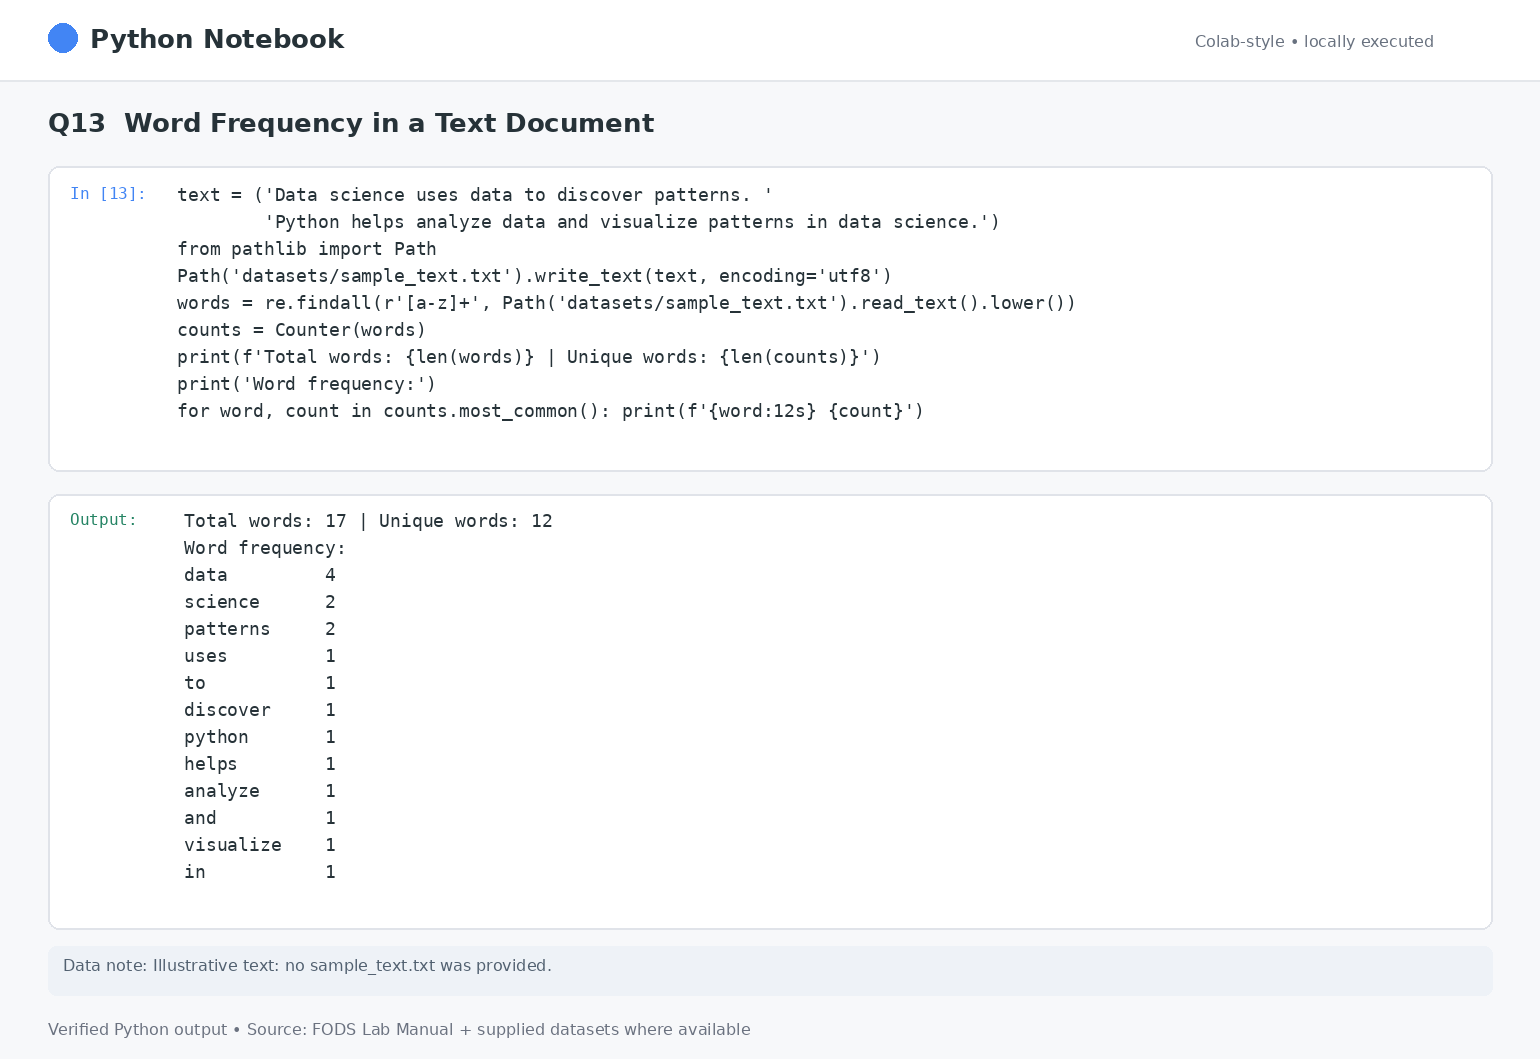 Python Notebook
Colab-style • locally executed
Q13  Word Frequency in a Text Document
In [13]:
text = ('Data science uses data to discover patterns. '
        'Python helps analyze data and visualize patterns in data science.')
from pathlib import Path
Path('datasets/sample_text.txt').write_text(text, encoding='utf8')
words = re.findall(r'[a-z]+', Path('datasets/sample_text.txt').read_text().lower())
counts = Counter(words)
print(f'Total words: {len(words)} | Unique words: {len(counts)}')
print('Word frequency:')
for word, count in counts.most_common(): print(f'{word:12s} {count}')
Output:
Total words: 17 | Unique words: 12
Word frequency:
data         4
science      2
patterns     2
uses         1
to           1
discover     1
python       1
helps        1
analyze      1
and          1
visualize    1
in           1
Data note: Illustrative text: no sample_text.txt was provided.
Verified Python output • Source: FODS Lab Manual + supplied datasets where available